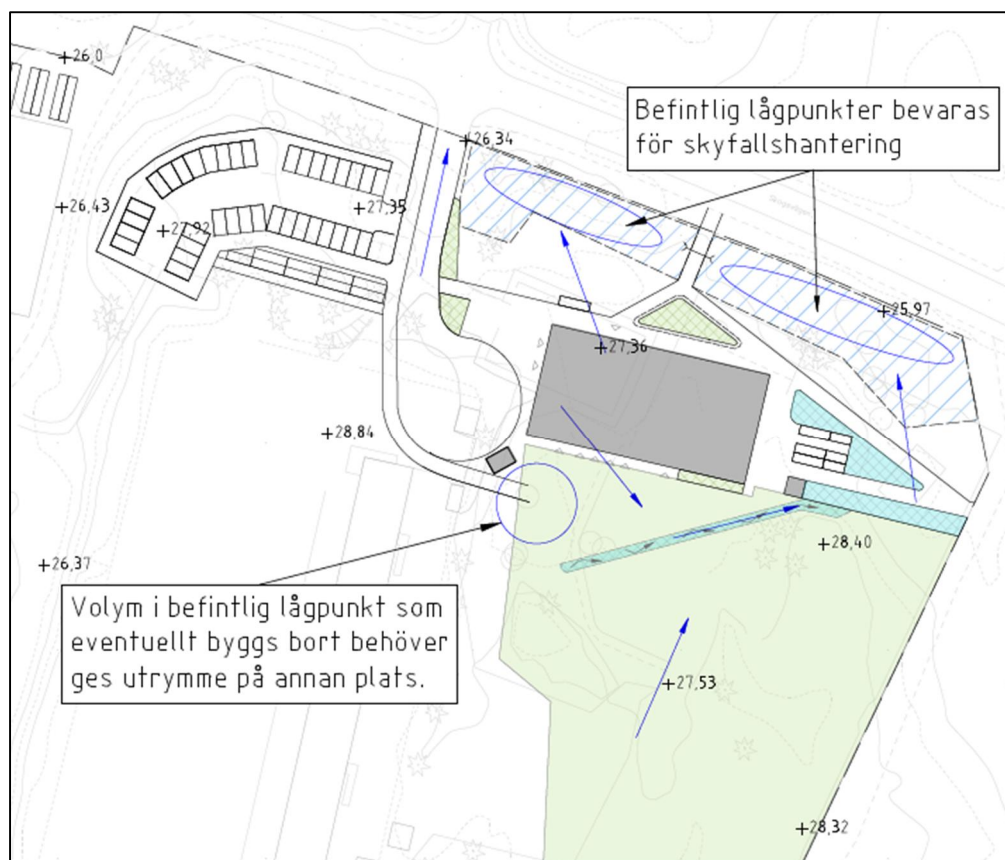 +26,0
Befintlig lågpunkter bevaras
för skyfallshantering
+26,34
+26,43
+27,35
+27,92
+25,97
+27,36
+28,84
+28,40
+26,37
Volym i befintlig lågpunkt som
eventuellt byggs bort behöver
ges utrymme på annan plats.
+27,53
+28,32